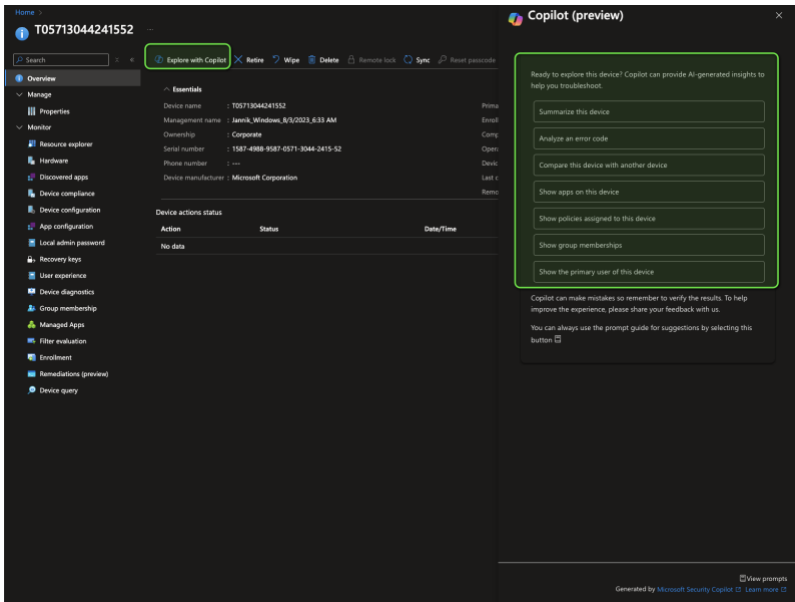 Home >
T05713044241552
...
Search
Explore with Copilot
Retire
Wipe
Delete
Remote lock
Sync
Reset passcode
Overview
Manage
Properties
Monitor
Resource explorer
Hardware
Discovered apps
Device compliance
Device configuration
App configuration
Local admin password
Recovery keys
User experience
Device diagnostics
Group membership
Managed Apps
Filter evaluation
Enrollment
Remediations (preview)
Device query
Essentials
Device name : T05713044241552
Management name : Jannik_Windows_8/3/2023_6:33 AM
Ownership : Corporate
Serial number : 1587-4988-9587-0571-3044-2415-52
Phone number : ---
Device manufacturer : Microsoft Corporation
Prima
Enroll
Comp
Opera
Devic
Last c
Remo
Device actions status
Action Status Date/Time
No data
Copilot (preview)
Ready to explore this device? Copilot can provide AI-generated insights to
help you troubleshoot.
Summarize this device
Analyze an error code
Compare this device with another device
Show apps on this device
Show policies assigned to this device
Show group memberships
Show the primary user of this device
Copilot can make mistakes so remember to verify the results. To help
improve the experience, please share your feedback with us.
You can always use the prompt guide for suggestions by selecting this
button
View prompts
Generated by Microsoft Security Copilot Learn more